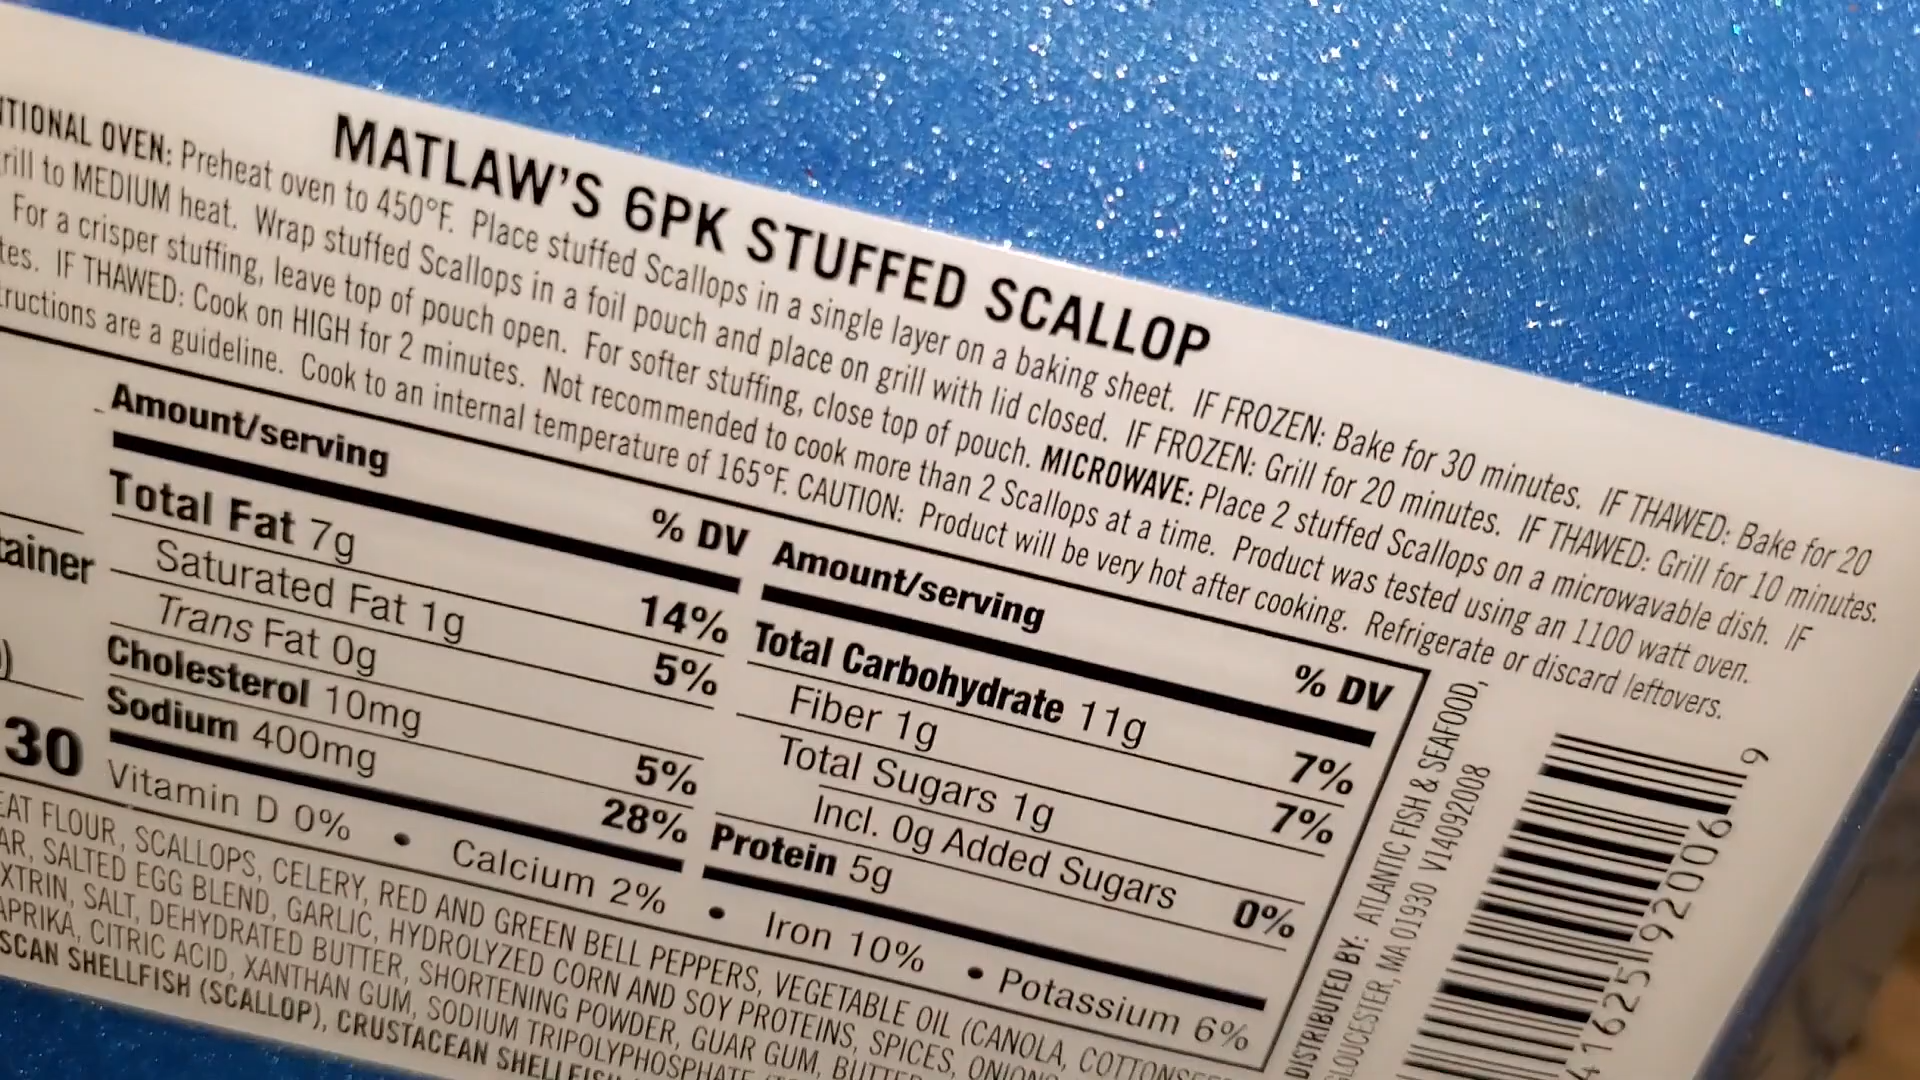 MATLAW'S 6PK STUFFED SCALLOP
OVEN: Preheat oven to 450°F. Place stuffed Scallops in a single layer on a baking sheet. IF FROZEN: Bake for 30 minutes. IF THAWED: Bake for 20
to MEDIUM heat. Wrap stuffed Scallops in a foil pouch and place on grill with lid closed. IF FROZEN: Grill for 20 minutes. IF THAWED: Grill for 10 minutes.
For a crisper stuffing, leave top of pouch open. For softer stuffing, close top of pouch. MICROWAVE: Place 2 stuffed Scallops on a microwavable dish. IF
IF THAWED: Cook on HIGH for 2 minutes. Not recommended to cook more than 2 Scallops at a time. Product was tested using an 1100 watt oven.
are a guideline. Cook to an internal temperature of 165°F. CAUTION: Product will be very hot after cooking. Refrigerate or discard leftovers.
Amount/serving % DV
Total Fat 7g 14%
Saturated Fat 1g 5%
Trans Fat 0g
Cholesterol 10mg 5%
Sodium 400mg 28%
Amount/serving % DV
Total Carbohydrate 11g 7%
Fiber 1g 7%
Total Sugars 1g
Incl. 0g Added Sugars 0%
Protein 5g
tainer
30
Vitamin D 0% • Calcium 2% • Iron 10% • Potassium 6%
EAT FLOUR, SCALLOPS, CELERY, RED AND GREEN BELL PEPPERS, VEGETABLE OIL (CANOLA, COTTONSE
AR, SALTED EGG BLEND, GARLIC, HYDROLYZED CORN AND SOY PROTEINS, SPICES, ONION
XTRIN, SALT, DEHYDRATED BUTTER, SHORTENING POWDER, GUAR GUM, BUTTER
APRIKA, CITRIC ACID, XANTHAN GUM, SODIUM TRIPOLYPHOSPHATE
SCAN SHELLFISH (SCALLOP), CRUSTACEAN SHELLFISH
DISTRIBUTED BY: ATLANTIC FISH & SEAFOOD,
GLOUCESTER, MA 01930 V14092008
41625 92006 9